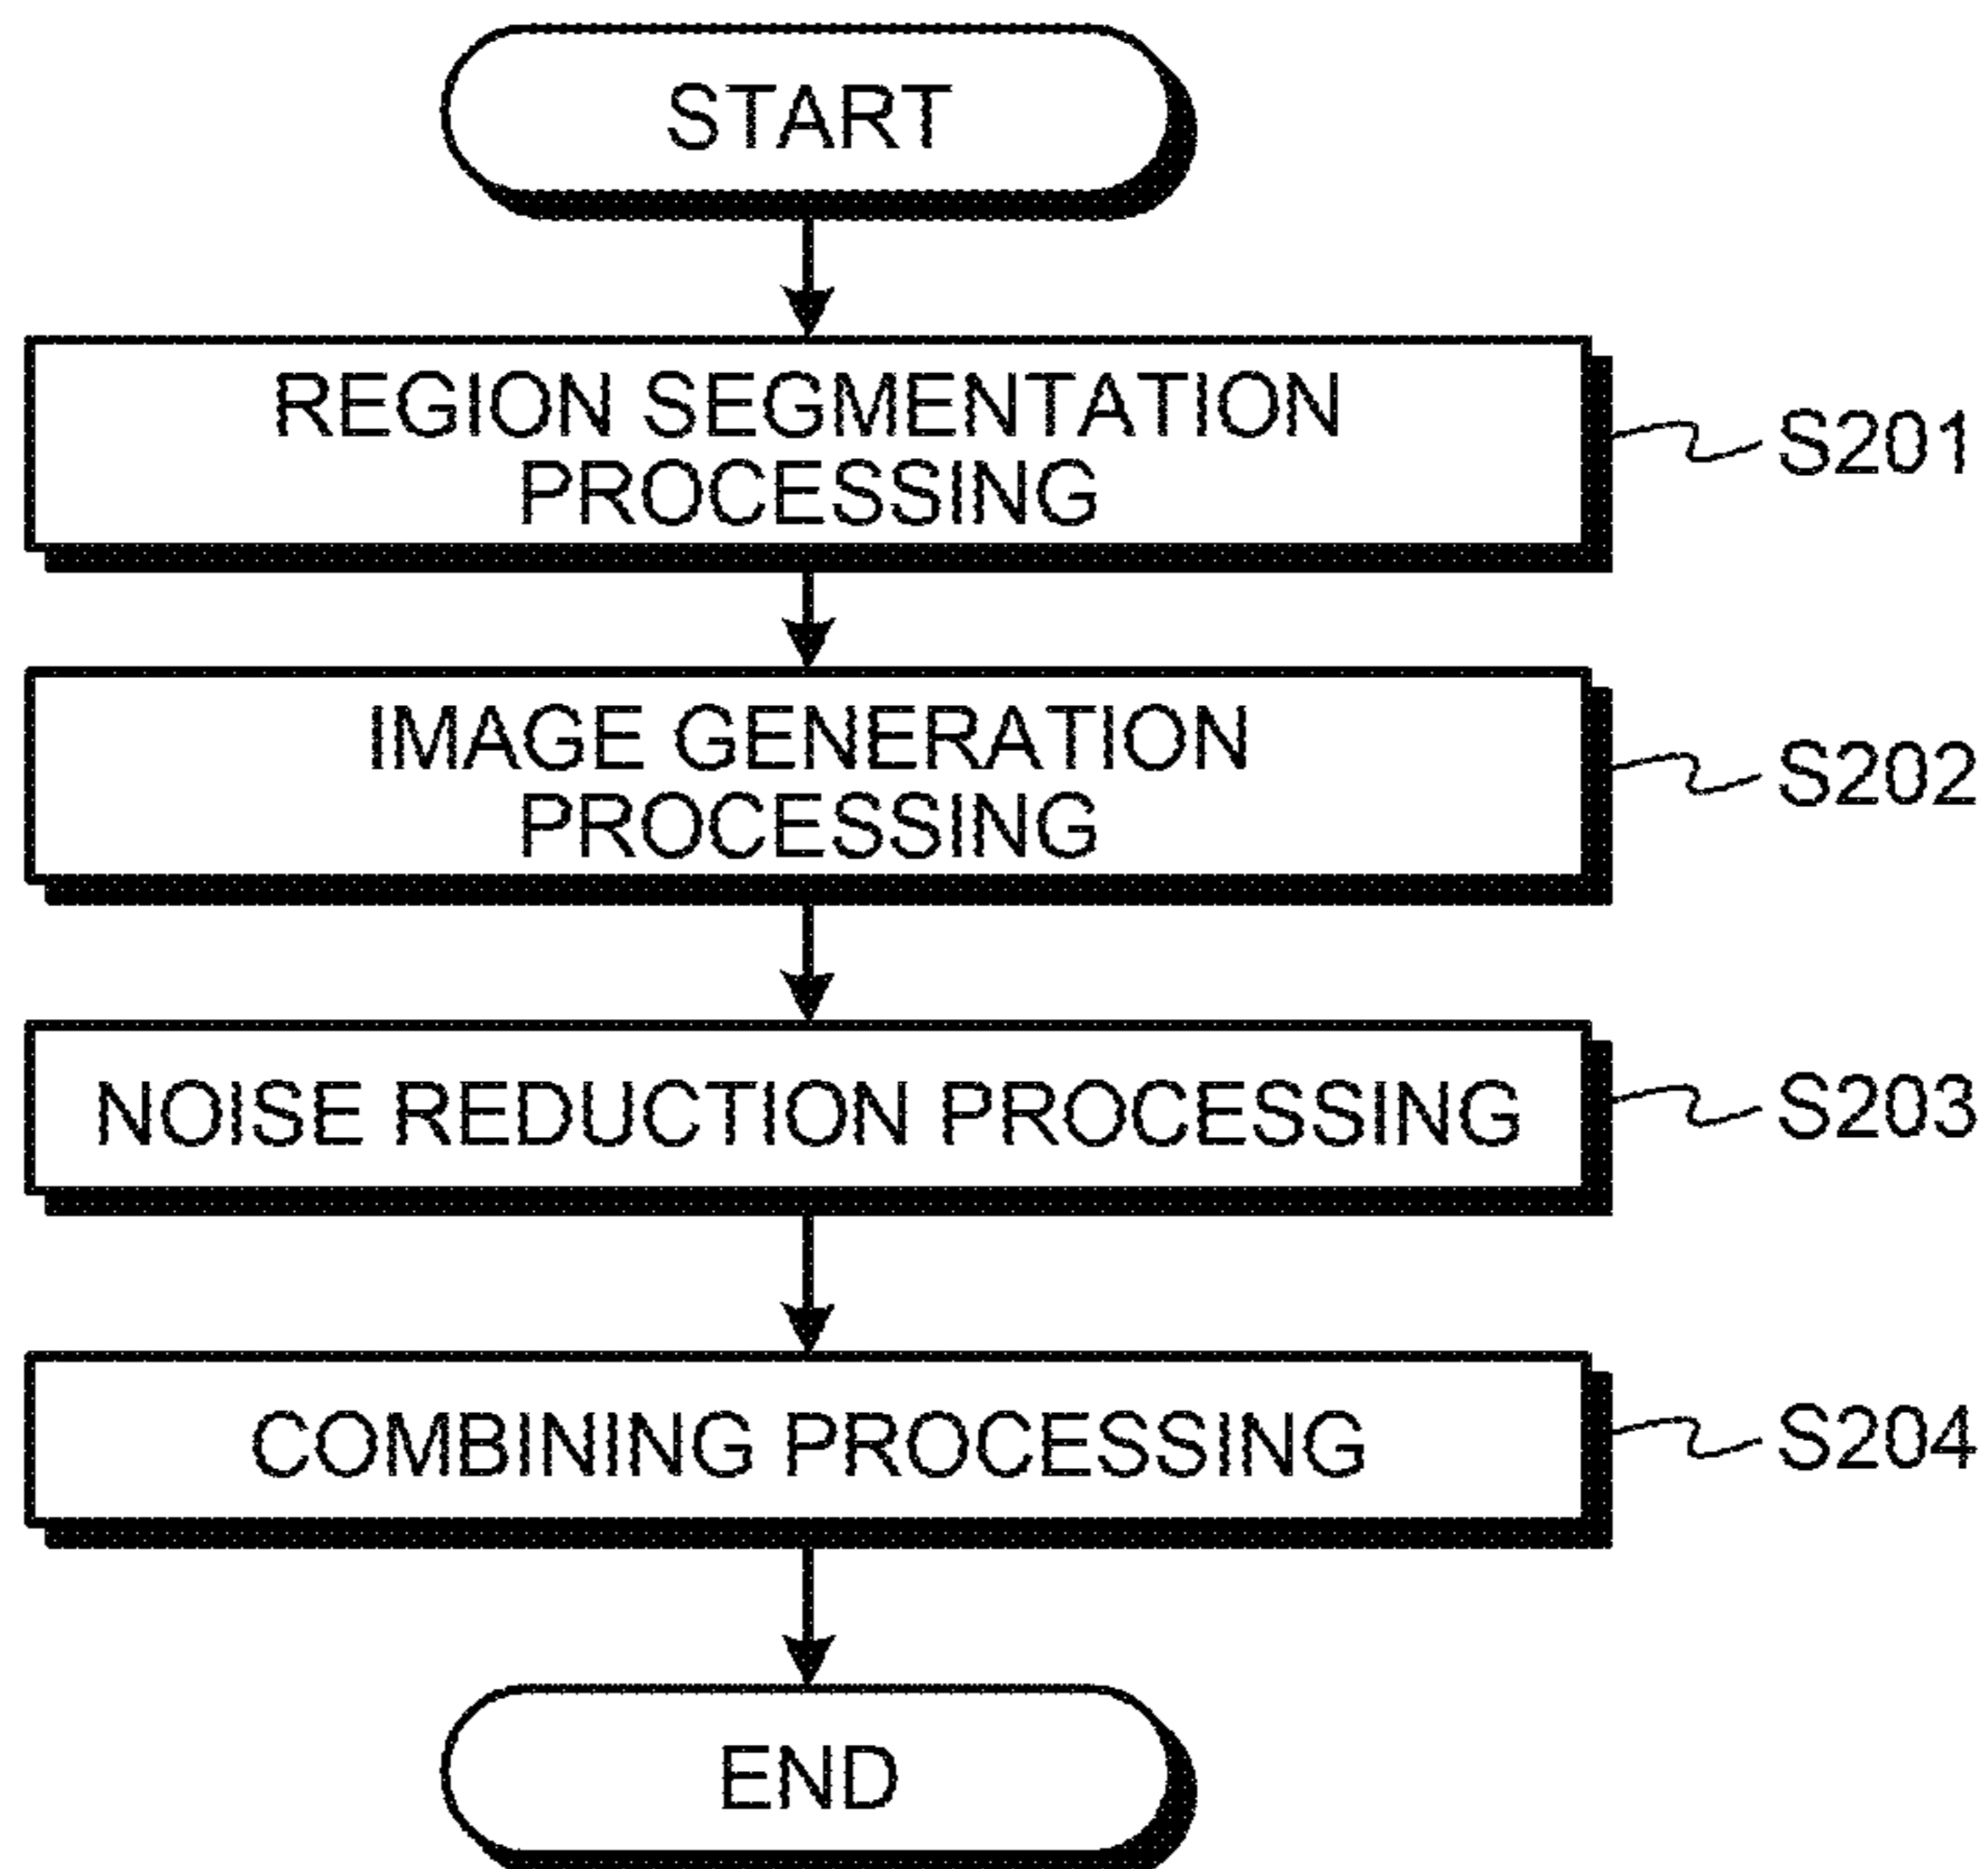 START
REGION SEGMENTATION
PROCESSING
S201
IMAGE GENERATION
PROCESSING
S202
NOISE REDUCTION PROCESSING
S203
COMBINING PROCESSING
S204
END